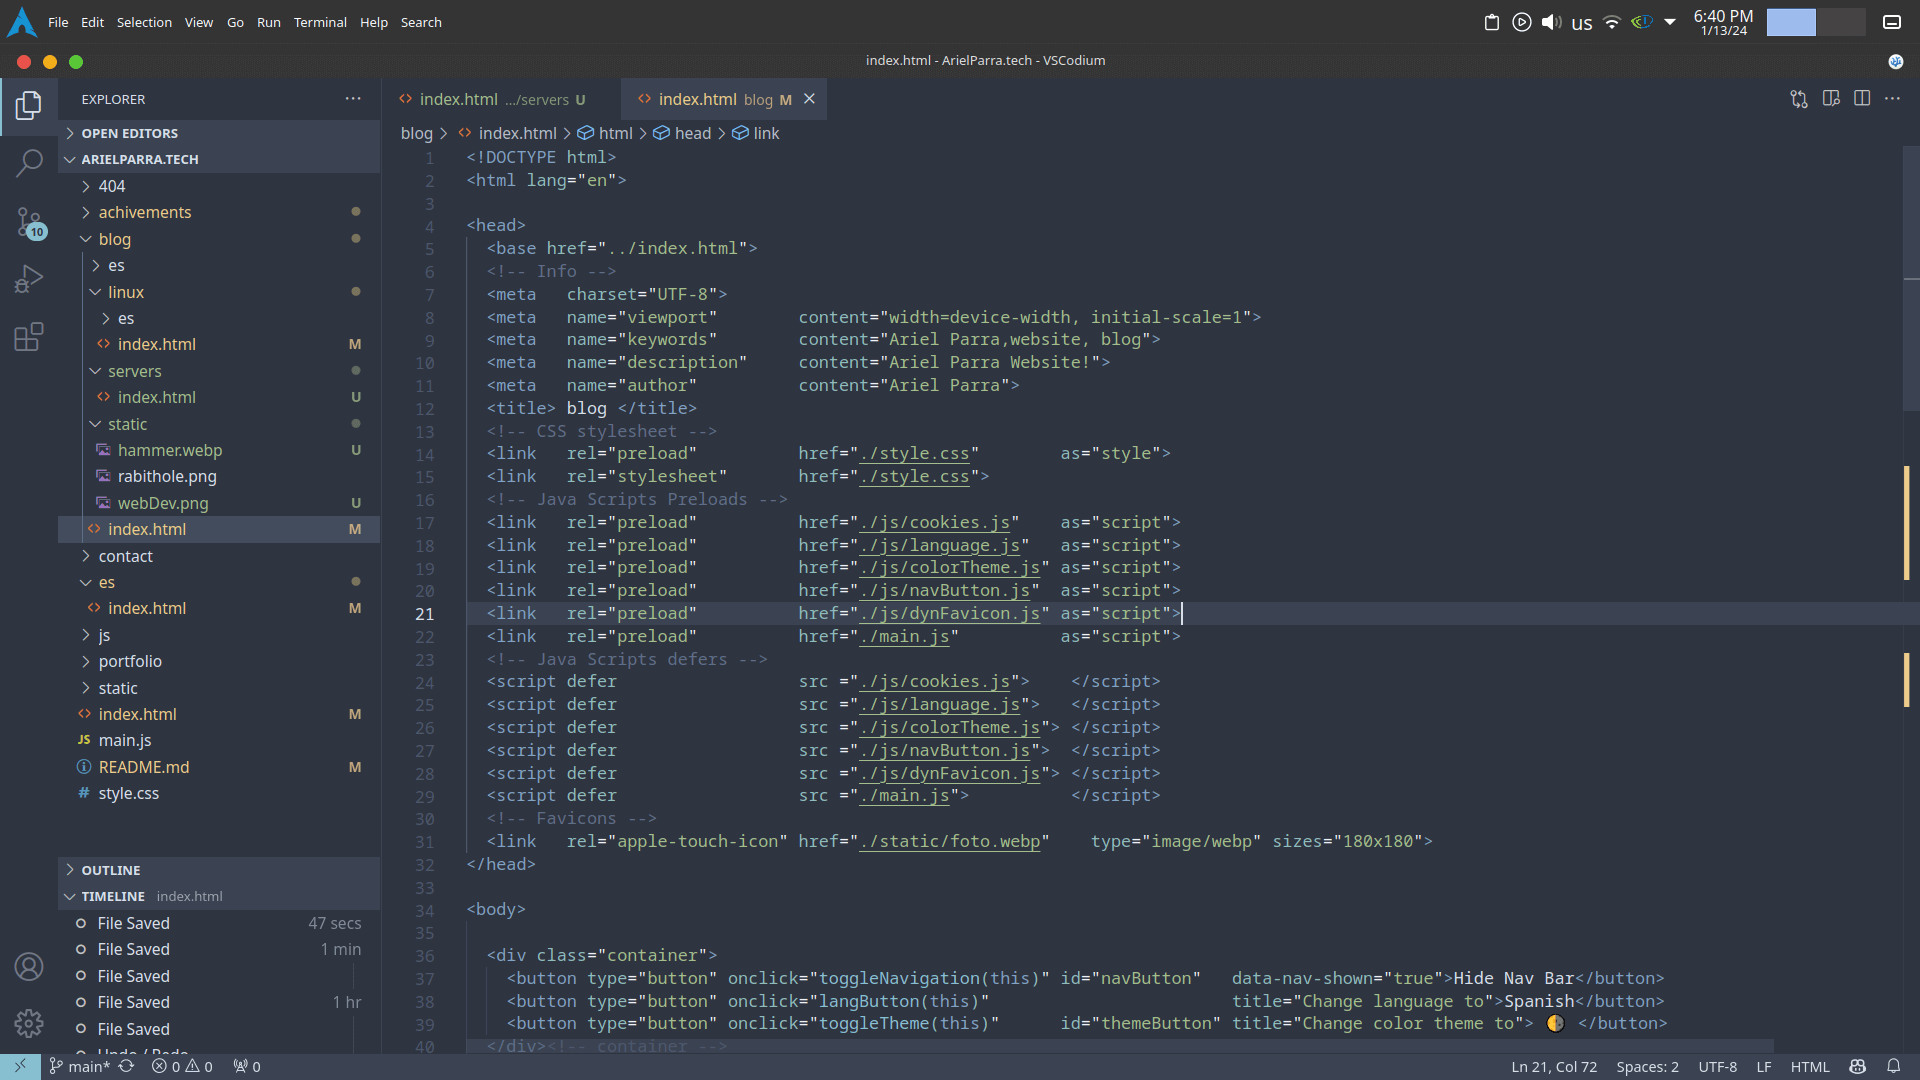 File Edit Selection View Go Run Terminal Help Search
us
6:40 PM
1/13/24
index.html - ArielParra.tech - VSCodium
EXPLORER
OPEN EDITORS
ARIELPARRA.TECH
404
achivements
blog
es
linux
es
index.html M
servers
index.html U
static
hammer.webp U
rabithole.png
webDev.png U
index.html M
contact
es
index.html M
js
portfolio
static
index.html M
JS main.js
README.md M
# style.css
OUTLINE
TIMELINE index.html
File Saved 47 secs
File Saved 1 min
File Saved
File Saved 1 hr
File Saved
Undo / Redo
10
index.html .../servers U
index.html blog M
blog > index.html > html > head > link
1 <!DOCTYPE html>
2 <html lang="en">
3
4 <head>
5   <base href="../index.html">
6   <!-- Info -->
7   <meta   charset="UTF-8">
8   <meta   name="viewport"        content="width=device-width, initial-scale=1">
9   <meta   name="keywords"        content="Ariel Parra,website, blog">
10   <meta   name="description"     content="Ariel Parra Website!">
11   <meta   name="author"          content="Ariel Parra">
12   <title> blog </title>
13   <!-- CSS stylesheet -->
14   <link   rel="preload"          href="./style.css"        as="style">
15   <link   rel="stylesheet"       href="./style.css">
16   <!-- Java Scripts Preloads -->
17   <link   rel="preload"          href="./js/cookies.js"    as="script">
18   <link   rel="preload"          href="./js/language.js"   as="script">
19   <link   rel="preload"          href="./js/colorTheme.js" as="script">
20   <link   rel="preload"          href="./js/navButton.js"  as="script">
21   <link   rel="preload"          href="./js/dynFavicon.js" as="script">
22   <link   rel="preload"          href="./main.js"          as="script">
23   <!-- Java Scripts defers -->
24   <script defer                  src ="./js/cookies.js">    </script>
25   <script defer                  src ="./js/language.js">   </script>
26   <script defer                  src ="./js/colorTheme.js"> </script>
27   <script defer                  src ="./js/navButton.js">  </script>
28   <script defer                  src ="./js/dynFavicon.js"> </script>
29   <script defer                  src ="./main.js">          </script>
30   <!-- Favicons -->
31   <link   rel="apple-touch-icon" href="./static/foto.webp"    type="image/webp" sizes="180x180">
32 </head>
33
34 <body>
35
36   <div class="container">
37     <button type="button" onclick="toggleNavigation(this)" id="navButton"   data-nav-shown="true">Hide Nav Bar</button>
38     <button type="button" onclick="langButton(this)"                        title="Change language to">Spanish</button>
39     <button type="button" onclick="toggleTheme(this)"      id="themeButton" title="Change color theme to"> 🌗 </button>
40   </div><!-- container -->
main* 0 0 0
Ln 21, Col 72 Spaces: 2 UTF-8 LF HTML